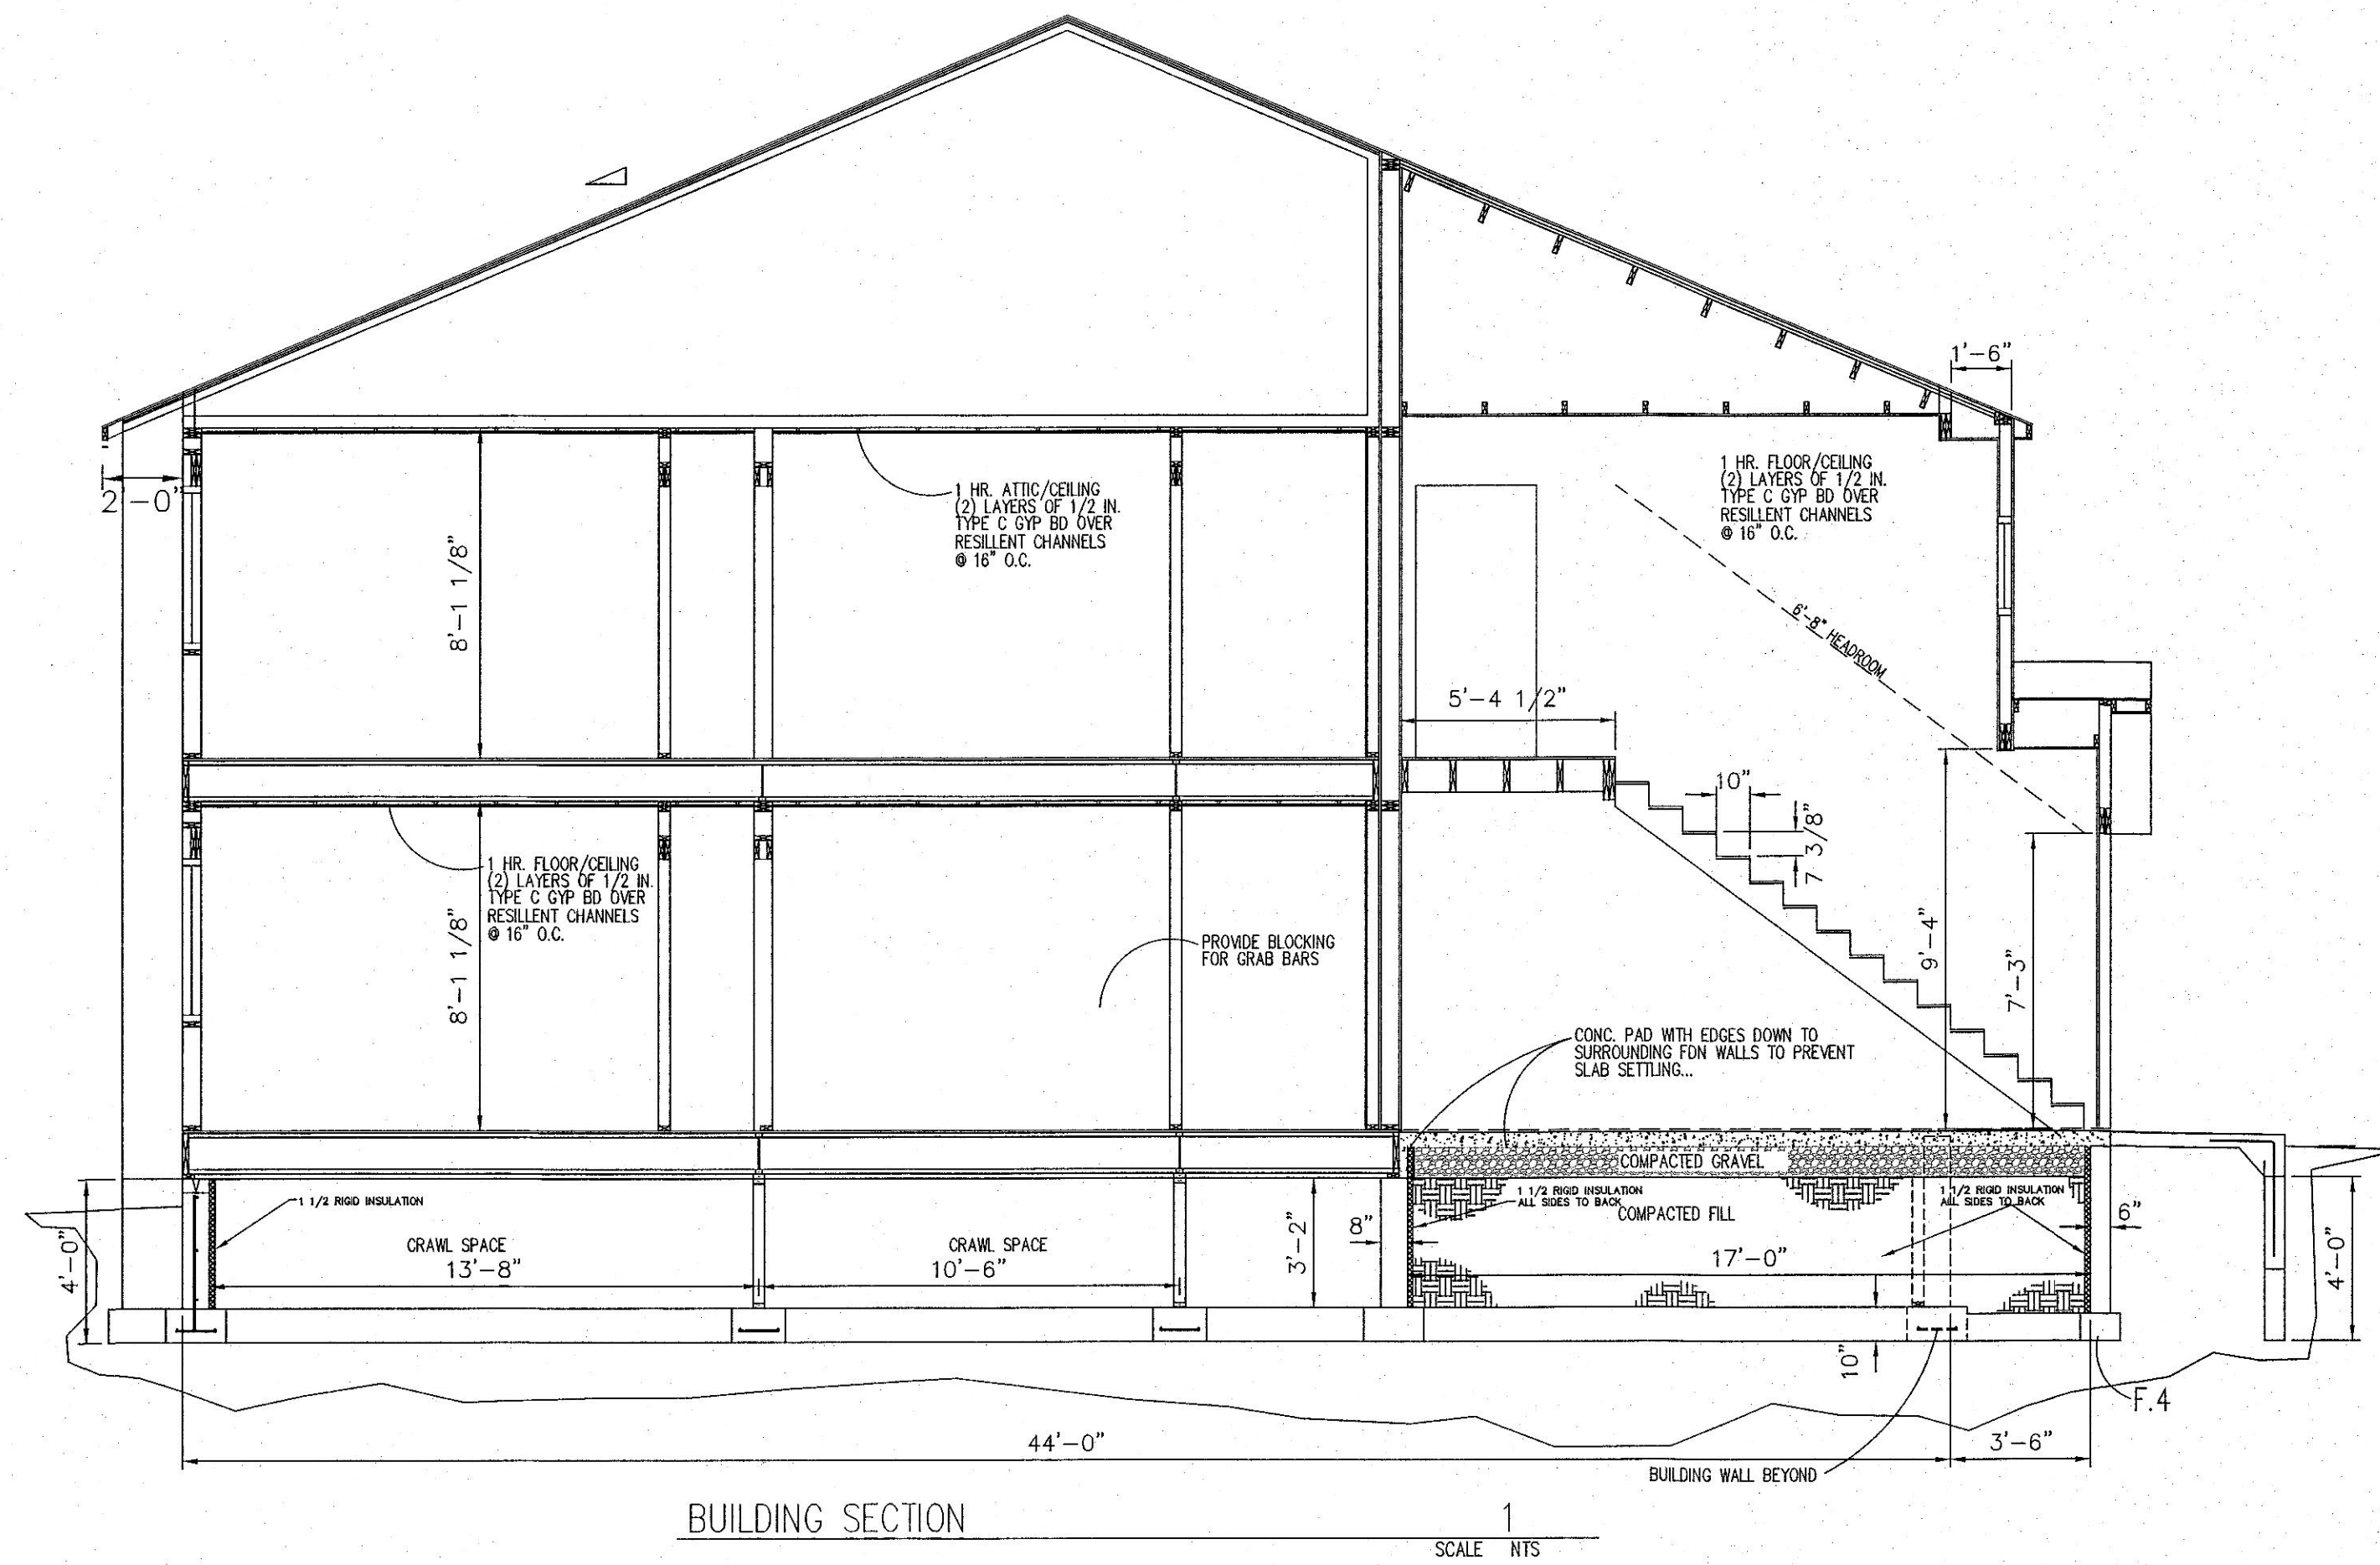 1'-6"
2'-0"
1 HR. ATTIC/CEILING
(2) LAYERS OF 1/2 IN.
TYPE C GYP BD OVER
RESILLENT CHANNELS
@ 16" O.C.
1 HR. FLOOR/CEILING
(2) LAYERS OF 1/2 IN.
TYPE C GYP BD OVER
RESILLENT CHANNELS
@ 16" O.C.
8'-1 1/8"
6'-8" HEADROOM
5'-4 1/2"
10"
7 3/8"
1 HR. FLOOR/CEILING
(2) LAYERS OF 1/2 IN.
TYPE C GYP BD OVER
RESILLENT CHANNELS
@ 16" O.C.
8'-1 1/8"
PROVIDE BLOCKING
FOR GRAB BARS
9'-4"
7'-3"
CONC. PAD WITH EDGES DOWN TO
SURROUNDING FDN WALLS TO PREVENT
SLAB SETTLING...
COMPACTED GRAVEL
1 1/2 RIGID INSULATION
1 1/2 RIGID INSULATION
ALL SIDES TO BACK
1 1/2 RIGID INSULATION
ALL SIDES TO BACK
COMPACTED FILL
4'-0"
CRAWL SPACE
13'-8"
CRAWL SPACE
10'-6"
3'-2"
8"
17'-0"
6"
4'-0"
10"
F.4
44'-0"
3'-6"
BUILDING WALL BEYOND
BUILDING SECTION
1
SCALE NTS